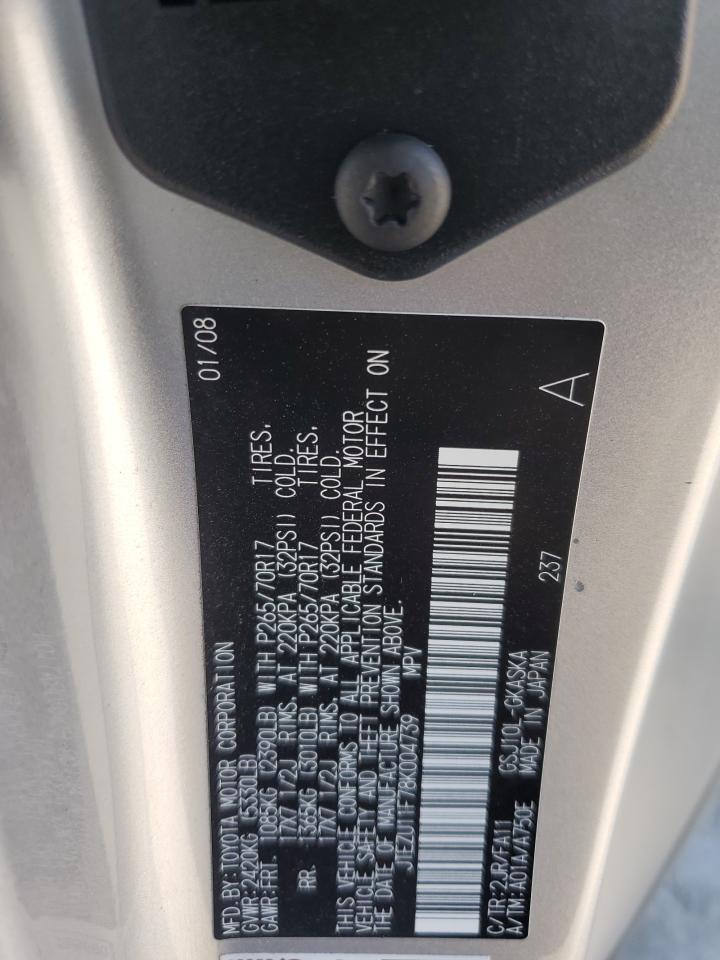 MFD.BY:TOYOTA MOTOR CORPORATION 01/08
GVWR:2420KG (5330LB)
GAWR:FRT. 1085KG (2390LB) WITH P265/70R17 TIRES,
17X7 1/2J RIMS, AT 220KPA (32PSI) COLD.
RR. 1365KG (3010LB) WITH P265/70R17 TIRES,
17X7 1/2J RIMS, AT 220KPA (32PSI) COLD.
THIS VEHICLE CONFORMS TO ALL APPLICABLE FEDERAL MOTOR
VEHICLE SAFETY AND THEFT PREVENTION STANDARDS IN EFFECT ON
THE DATE OF MANUFACTURE SHOWN ABOVE.
JTEZU11F78K004739 MPV
C/TR:2JR/FA11 GSJ10L-GKASKA
A/TM:A01A/A750E MADE IN JAPAN
237
A